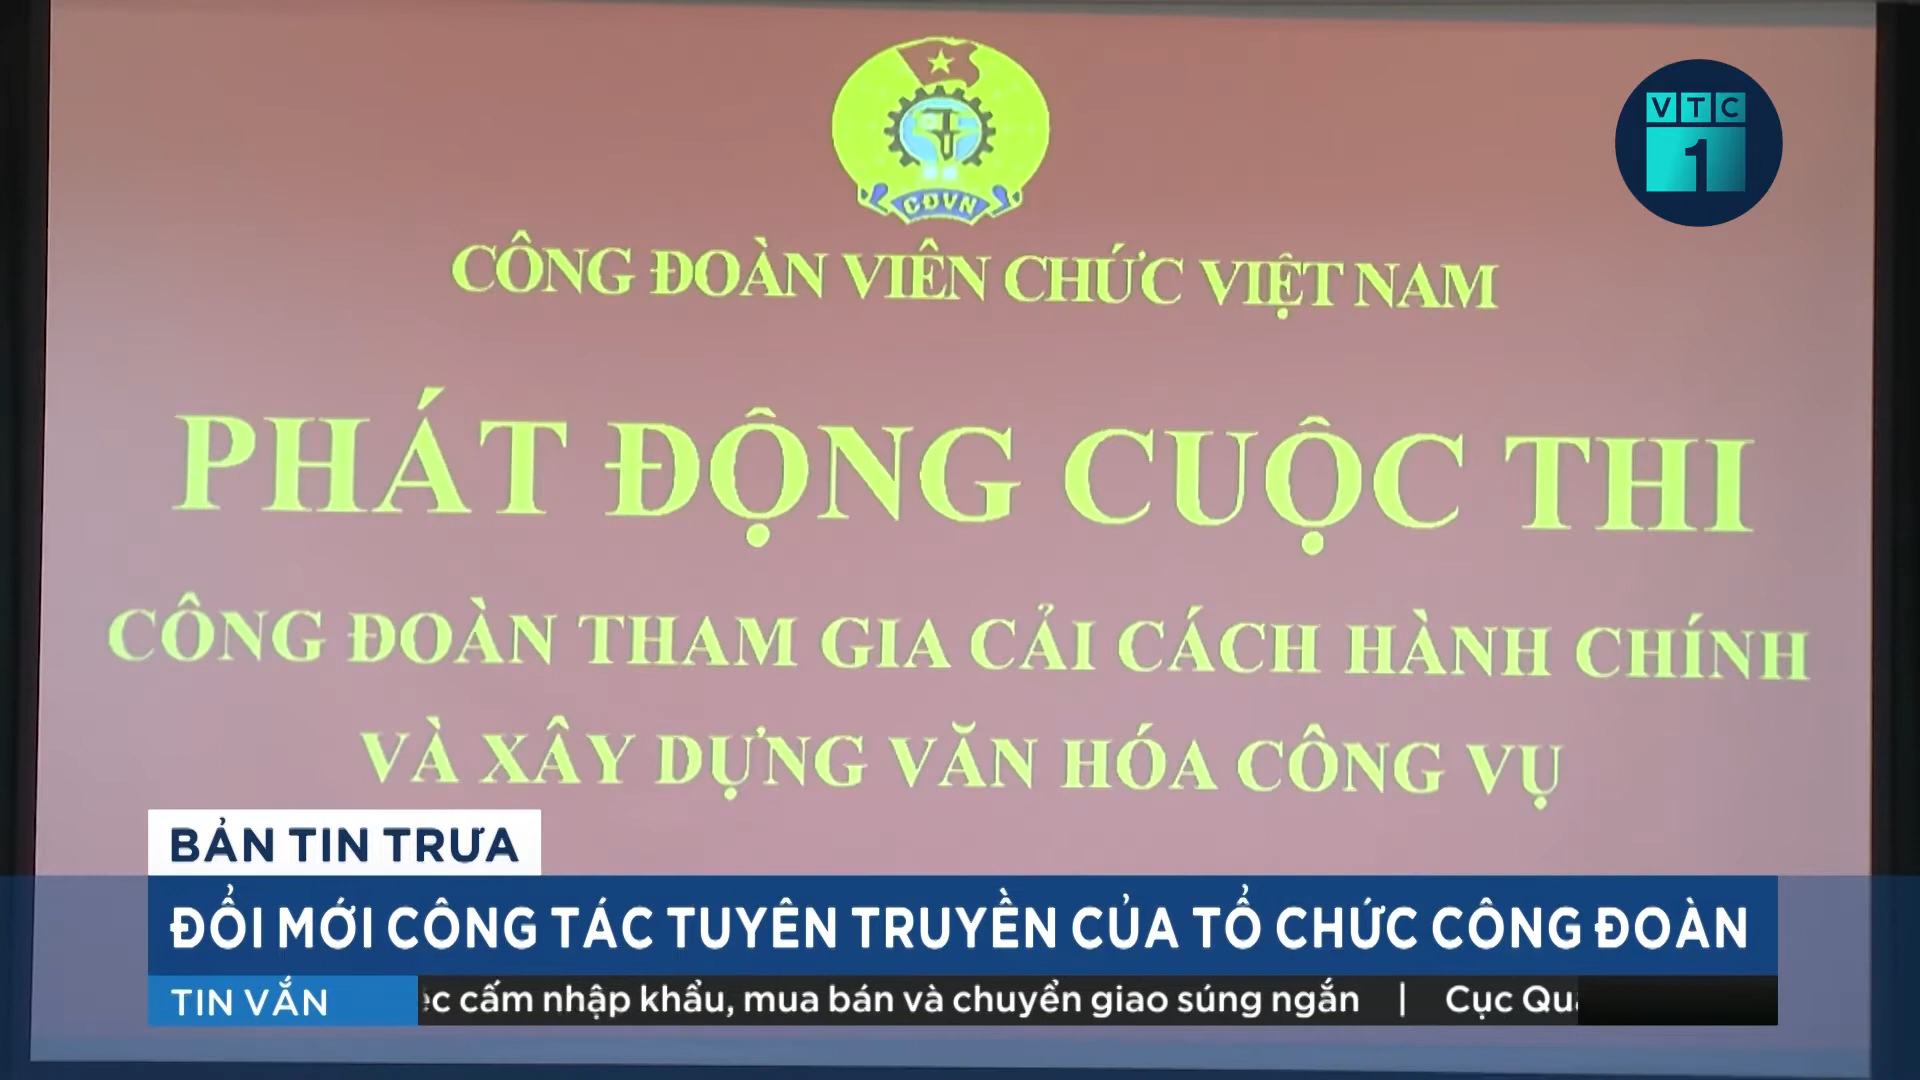 VTC
1
CĐVN
CÔNG ĐOÀN VIÊN CHỨC VIỆT NAM
PHÁT ĐỘNG CUỘC THI
CÔNG ĐOÀN THAM GIA CẢI CÁCH HÀNH CHÍNH
VÀ XÂY DỰNG VĂN HÓA CÔNG VỤ
BẢN TIN TRƯA
ĐỔI MỚI CÔNG TÁC TUYÊN TRUYỀN CỦA TỔ CHỨC CÔNG ĐOÀN
TIN VẮN
cấm nhập khẩu, mua bán và chuyển giao súng ngắn | Cục